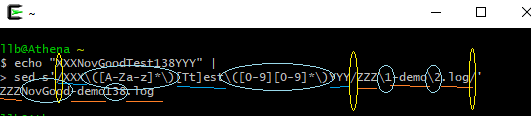 ~
llb@Athena ~
$ echo "XXXNovGoodTest138YYY" |
> sed s'/XXX\([A-Za-z]*\)[Tt]est\([0-9][0-9]*\)YYY/ZZZ\1-demo\2.log/'
ZZZNovGood-demo138.log